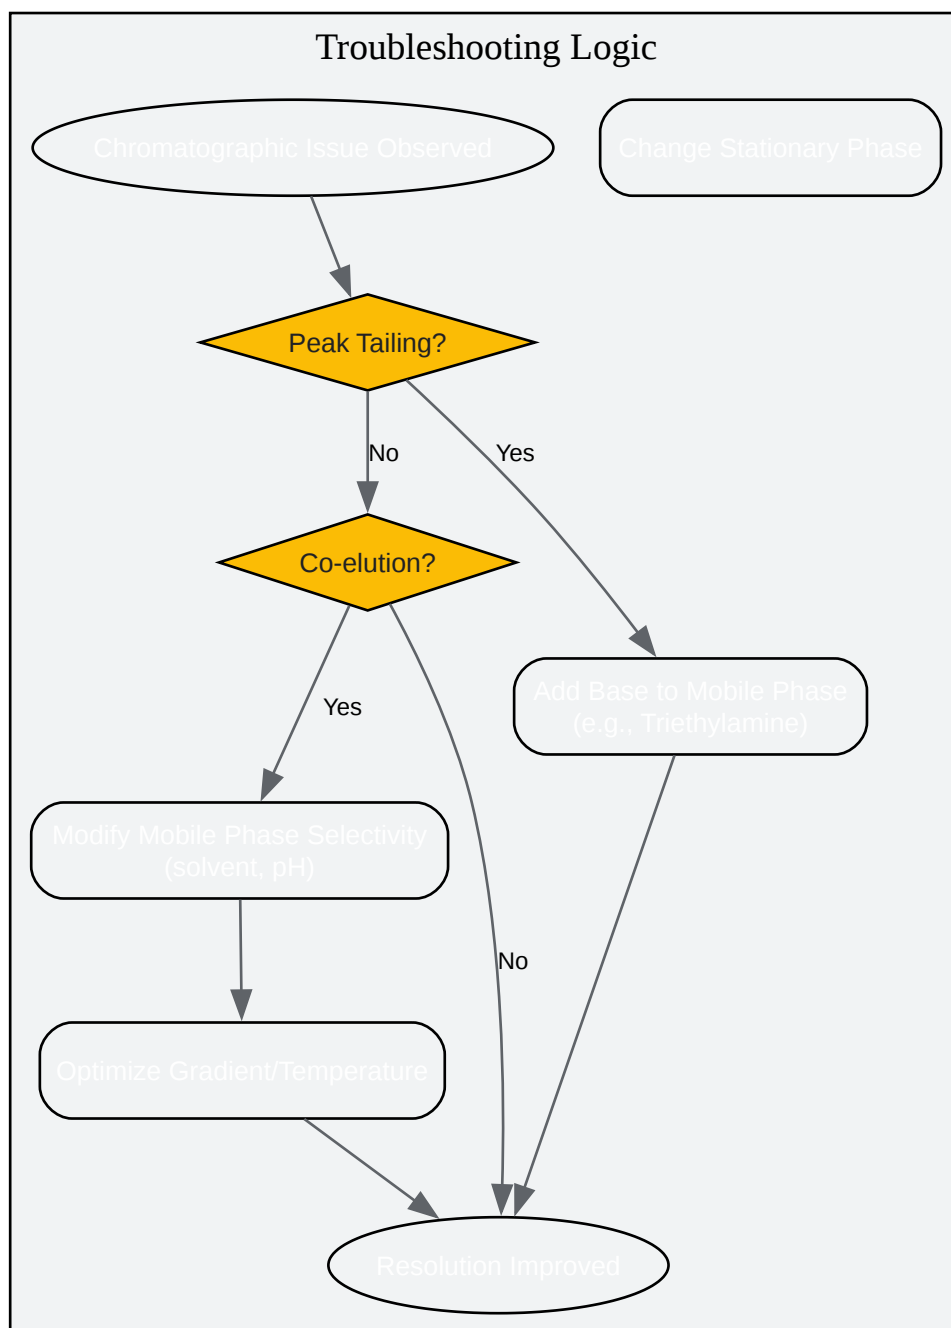 Troubleshooting Logic
Chromatographic Issue Observed
Change Stationary Phase
Peak Tailing?
No
Yes
Co-elution?
Add Base to Mobile Phase
(e.g., Triethylamine)
Yes
Modify Mobile Phase Selectivity
(solvent, pH)
No
Optimize Gradient/Temperature
Resolution Improved